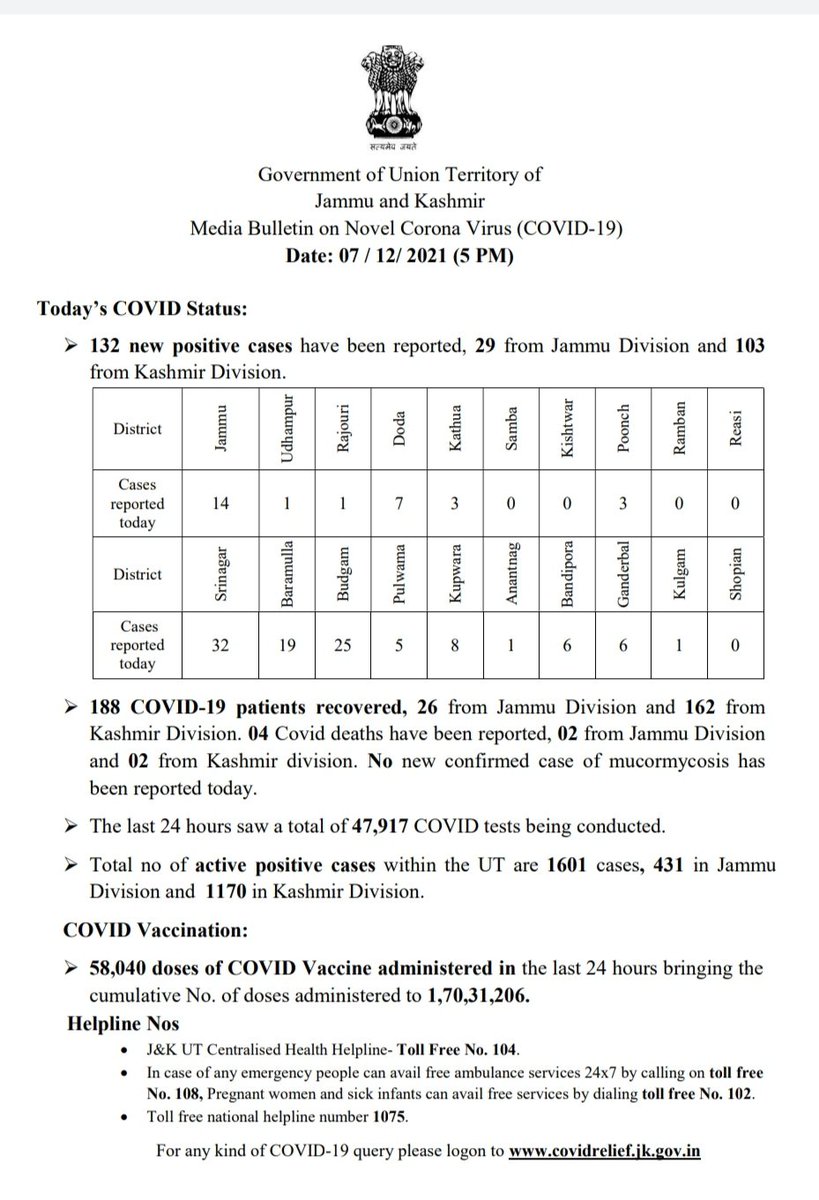 सत्यमेव जयते
Government of Union Territory of
Jammu and Kashmir
Media Bulletin on Novel Corona Virus (COVID-19)
Date: 07 / 12/ 2021 (5 PM)
Today’s COVID Status:
➢ 132 new positive cases have been reported, 29 from Jammu Division and 103
from Kashmir Division.
District Jammu Udhampur Rajouri Doda Kathua Samba Kishtwar Poonch Ramban Reasi
Cases
reported
today
14 1 1 7 3 0 0 3 0 0
District Srinagar Baramulla Budgam Pulwama Kupwara Anantnag Bandipora Ganderbal Kulgam Shopian
Cases
reported
today
32 19 25 5 8 1 6 6 1 0
➢ 188 COVID-19 patients recovered, 26 from Jammu Division and 162 from
Kashmir Division. 04 Covid deaths have been reported, 02 from Jammu Division
and 02 from Kashmir division. No new confirmed case of mucormycosis has
been reported today.
➢ The last 24 hours saw a total of 47,917 COVID tests being conducted.
➢ Total no of active positive cases within the UT are 1601 cases, 431 in Jammu
Division and 1170 in Kashmir Division.
COVID Vaccination:
➢ 58,040 doses of COVID Vaccine administered in the last 24 hours bringing the
cumulative No. of doses administered to 1,70,31,206.
Helpline Nos
• J&K UT Centralised Health Helpline- Toll Free No. 104.
• In case of any emergency people can avail free ambulance services 24x7 by calling on toll free
No. 108, Pregnant women and sick infants can avail free services by dialing toll free No. 102.
• Toll free national helpline number 1075.
For any kind of COVID-19 query please logon to www.covidrelief.jk.gov.in